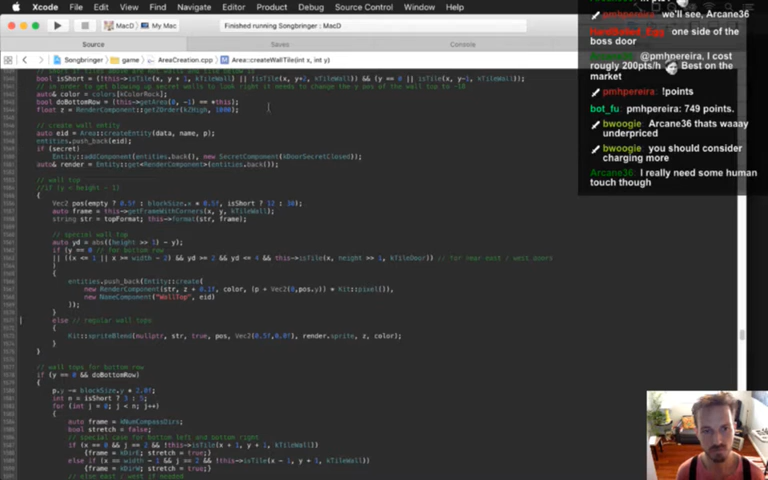 Xcode File Edit View Find Navigate Editor Product Debug Source Control Window Help
MacD My Mac
Finished running Songbringer : MacD
Source
Saves
Console
Songbringer game AreaCreation.cpp Area::createWallTile(int x, int y)
bool isShort = (!this->isTile(x, y + 1, kTileWall) || !isTile(x, y+2, kTileWall)) && (y == 0 || !this->isTile(x, y-1, kTileWall));
// in order to get blowing up secret walls to look right it needs to change the y pos of the wall top to -18
auto& color = colors[kColorRock];
bool doBottomRow = (this->getArea(0, -1) == *this);
float z = RenderComponent::getZOrder(kZHigh, 1000);
// create wall entity
auto eid = Area::createEntity(data, name, p);
entities.push_back(eid);
if (secret)
Entity::addComponent(entities.back(), new SecretComponent(kDoorSecretClosed));
auto& render = Entity::get<RenderComponent>(entities.back());
// wall top
//if (y < height - 1)
{
Vec2 pos(empty ? 0.5f : blockSize.x * 0.5f, isShort ? 32 : 36);
auto frame = this->getFrameWithCorners(x, y, kTileWall);
string str = topFormat; this->format(str, frame);
// special wall top
auto yd = abs((height >> 1) - y);
if (y == 0 // for bottom row
|| ((x <= 1 || x >= width - 2) && yd >= 2 && yd <= 4 && this->isTile(x, height >> 1, kTileDoor)) // for near east / west doors
)
{
entities.push_back(Entity::create(
new RenderComponent(str, z + 0.1f, color, (p + Vec2(0,pos.y)) * Kit::pixel()),
new NameComponent("WallTop", eid)
));
}
else // regular wall tops
{
Kit::spriteBlend(nullptr, str, true, pos, Vec2(0.5f,0.0f), render.sprite, z, color);
}
}
// wall tops for bottom row
if (y == 0 && doBottomRow)
{
p.y -= blockSize.y * 2.0f;
int n = isShort ? 3 : 5;
for (int j = 0; j < n; j++)
{
auto frame = kNumCompassDirs;
bool stretch = false;
// special case for bottom left and bottom right
if (x == 0 && j == 2 && !this->isTile(x + 1, y + 1, kTileWall))
{frame = kDirE; stretch = true;}
else if (x == width - 1 && j == 2 && !this->isTile(x - 1, y + 1, kTileWall))
{frame = kDirW; stretch = true;}
pmhpereira: we'll see, Arcane36
HardBoiled_Egg: one side of the
boss door
Arcane36: @pmhpereira, I cost
roughly 200pts/h Best on the
market
pmhpereira: !points
bot_fu: pmhpereira: 749 points.
bwoogie: Arcane36 thats waaay
underpriced
bwoogie: you should consider
charging more
Arcane36: I really need some human
touch though